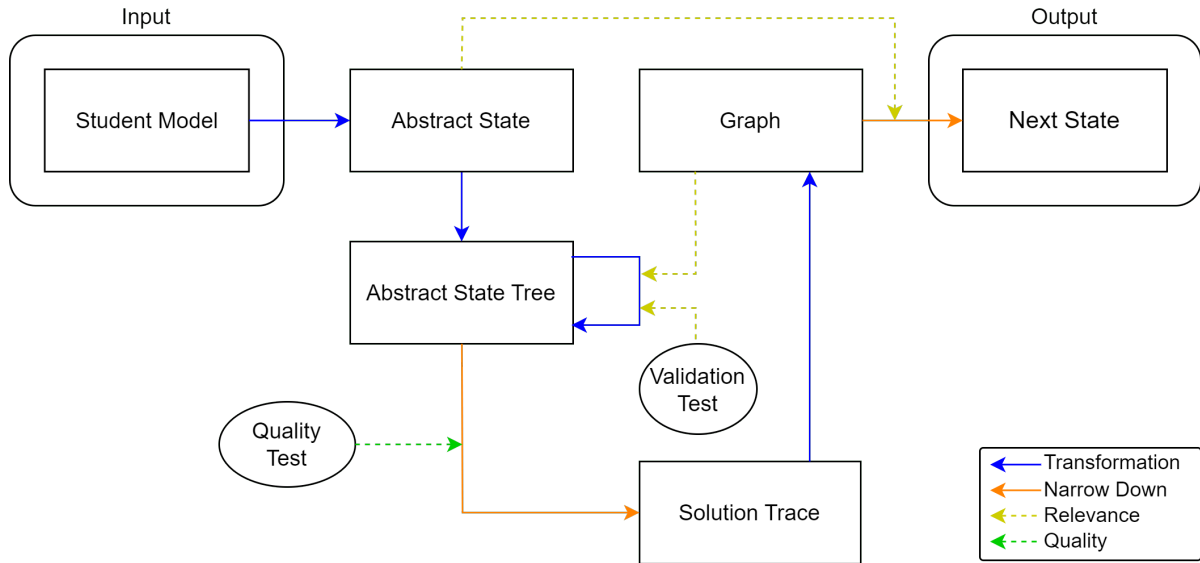 Input
Output
Student Model
Abstract State
Graph
Next State
Abstract State Tree
Validation
Test
Quality
Test
Solution Trace
Transformation
Narrow Down
Relevance
Quality